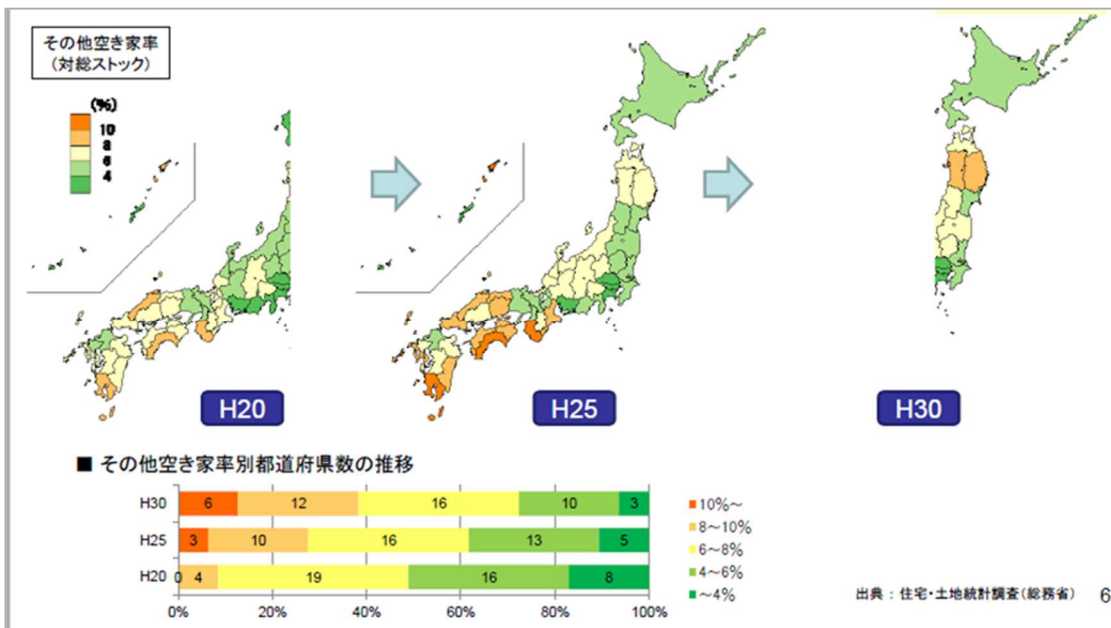 その他空き家率
(対総ストック)
(%)
10
8
6
4
H20
H25
H30
■ その他空き家率別都道府県数の推移
H30 6 12 16 10 3
H25 3 10 16 13 5
H20 0 4 19 16 8
0% 20% 40% 60% 80% 100%
10%～
8～10%
6～8%
4～6%
～4%
出典：住宅・土地統計調査(総務省) 6